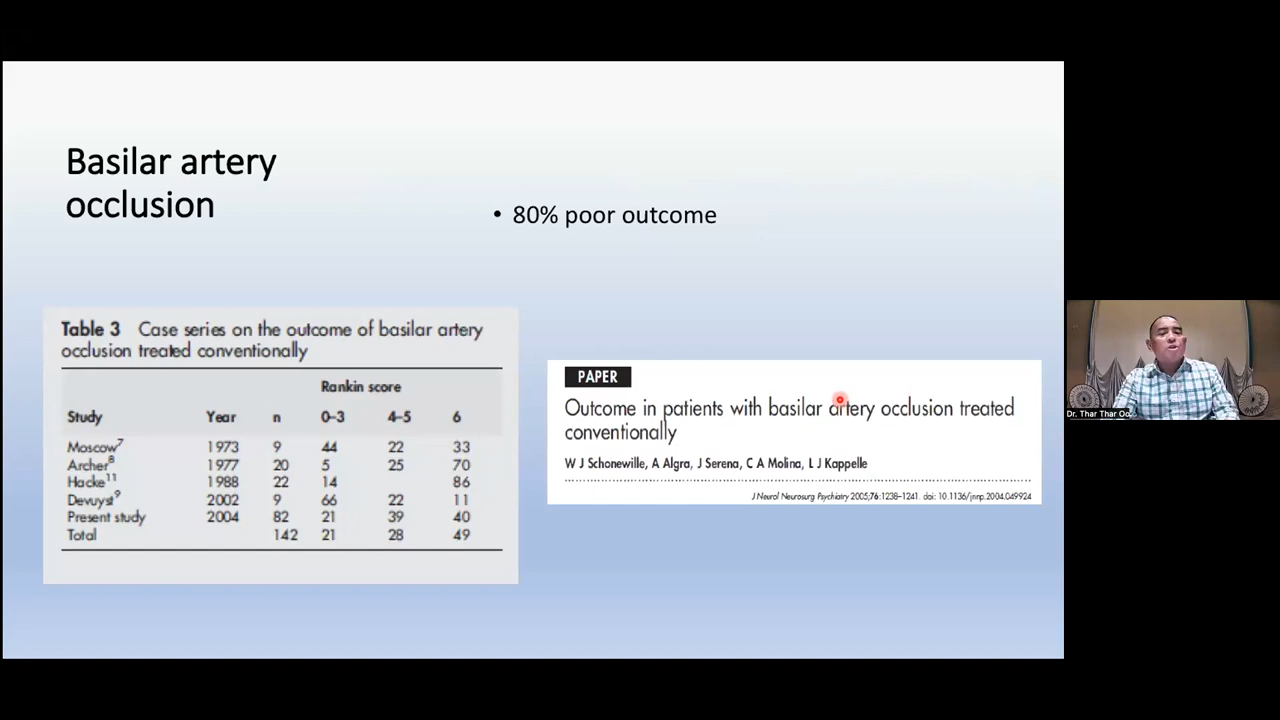 Basilar artery
occlusion
• 80% poor outcome
Table 3 Case series on the outcome of basilar artery
occlusion treated conventionally
Rankin score
Study Year n 0–3 4–5 6
Moscow7 1973 9 44 22 33
Archer8 1977 20 5 25 70
Hacke11 1988 22 14 86
Devuyst9 2002 9 66 22 11
Present study 2004 82 21 39 40
Total 142 21 28 49
PAPER
Outcome in patients with basilar artery occlusion treated
conventionally
W J Schonewille, A Algra, J Serena, C A Molina, L J Kappelle
J Neurol Neurosurg Psychiatry 2005;76:1238–1241. doi: 10.1136/jnnp.2004.049924
Dr. Thar Thar Oo